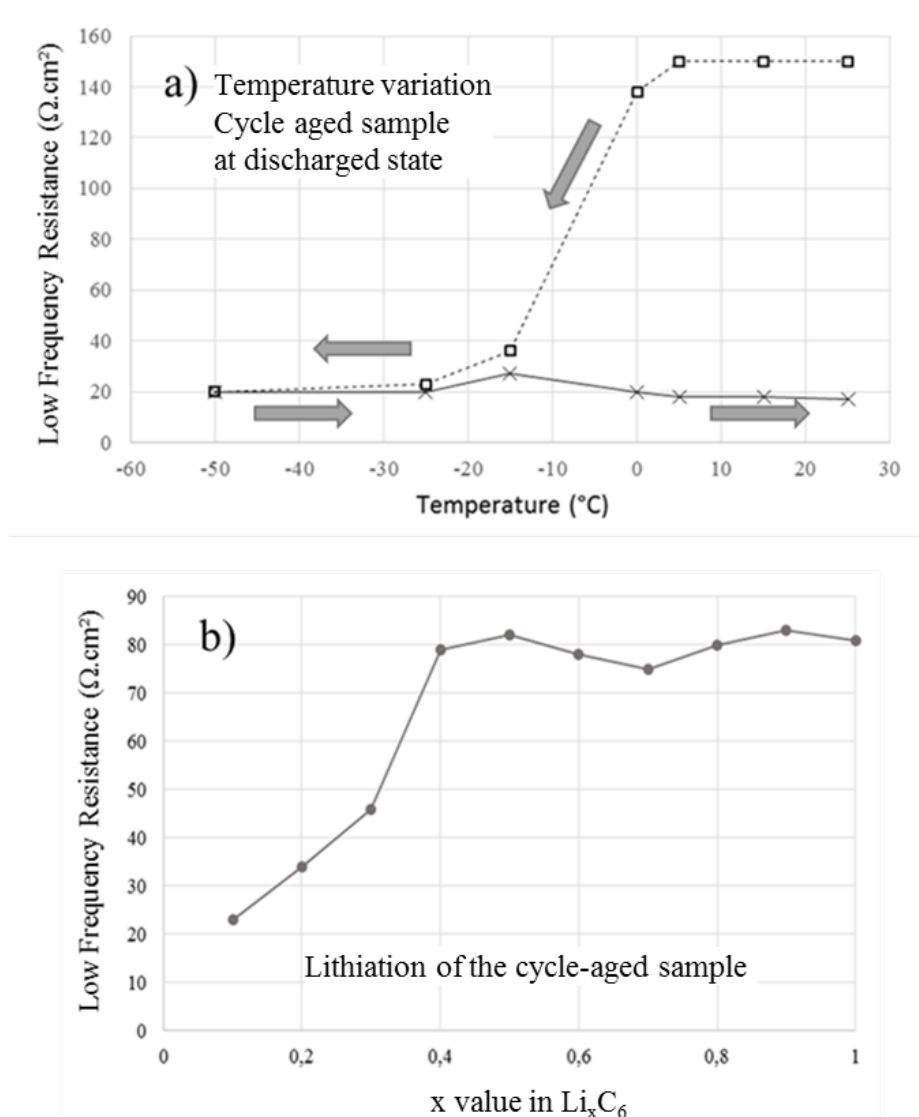 160
140
120
100
80
60
40
20
0
Low Frequency Resistance (Ω.cm²)
a) Temperature variation
Cycle aged sample
at discharged state
-60 -50 -40 -30 -20 -10 0 10 20 30
Temperature (°C)
90
80
70
60
50
40
30
20
10
0
Low Frequency Resistance (Ω.cm²)
b)
Lithiation of the cycle-aged sample
0 0,2 0,4 0,6 0,8 1
x value in LiₓC₆